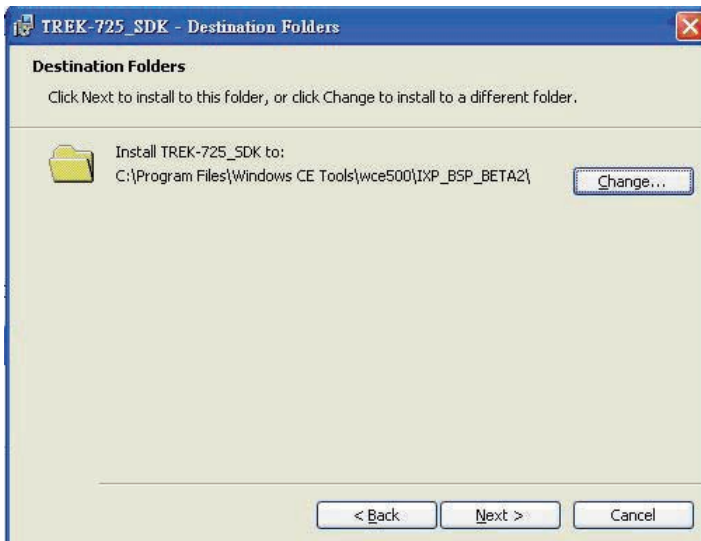 TREK-725_SDK - Destination Folders
Destination Folders
Click Next to install to this folder, or click Change to install to a different folder.
Install TREK-725_SDK to:
C:\Program Files\Windows CE Tools\wce500\IXP_BSP_BETA2\
Change...
< Back
Next >
Cancel